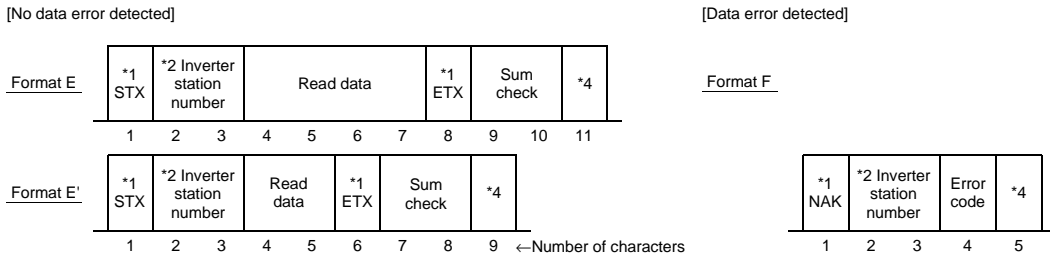 [No data error detected]
[Data error detected]
Format E
*1
STX
*2 Inverter
station
number
Read data
*1
ETX
Sum
check
*4
1 2 3 4 5 6 7 8 9 10 11
Format F
Format E'
*1
STX
*2 Inverter
station
number
Read
data
*1
ETX
Sum
check
*4
1 2 3 4 5 6 7 8 9 ←Number of characters
*1
NAK
*2 Inverter
station
number
Error
code
*4
1 2 3 4 5